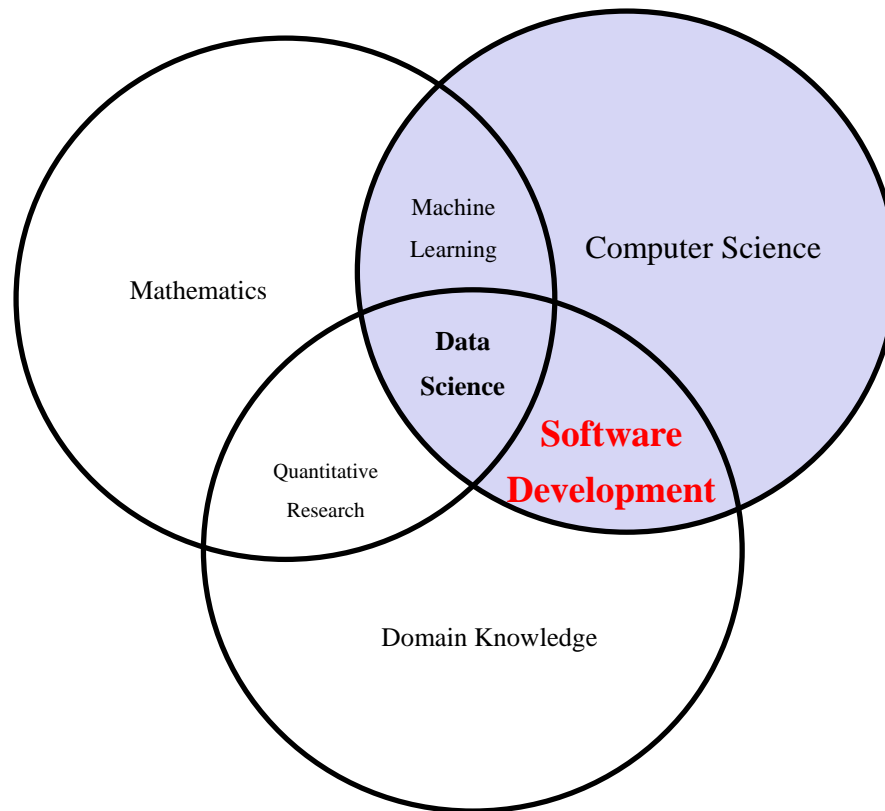 Machine
Learning
Computer Science
Mathematics
Data
Science
Software
Development
Quantitative
Research
Domain Knowledge